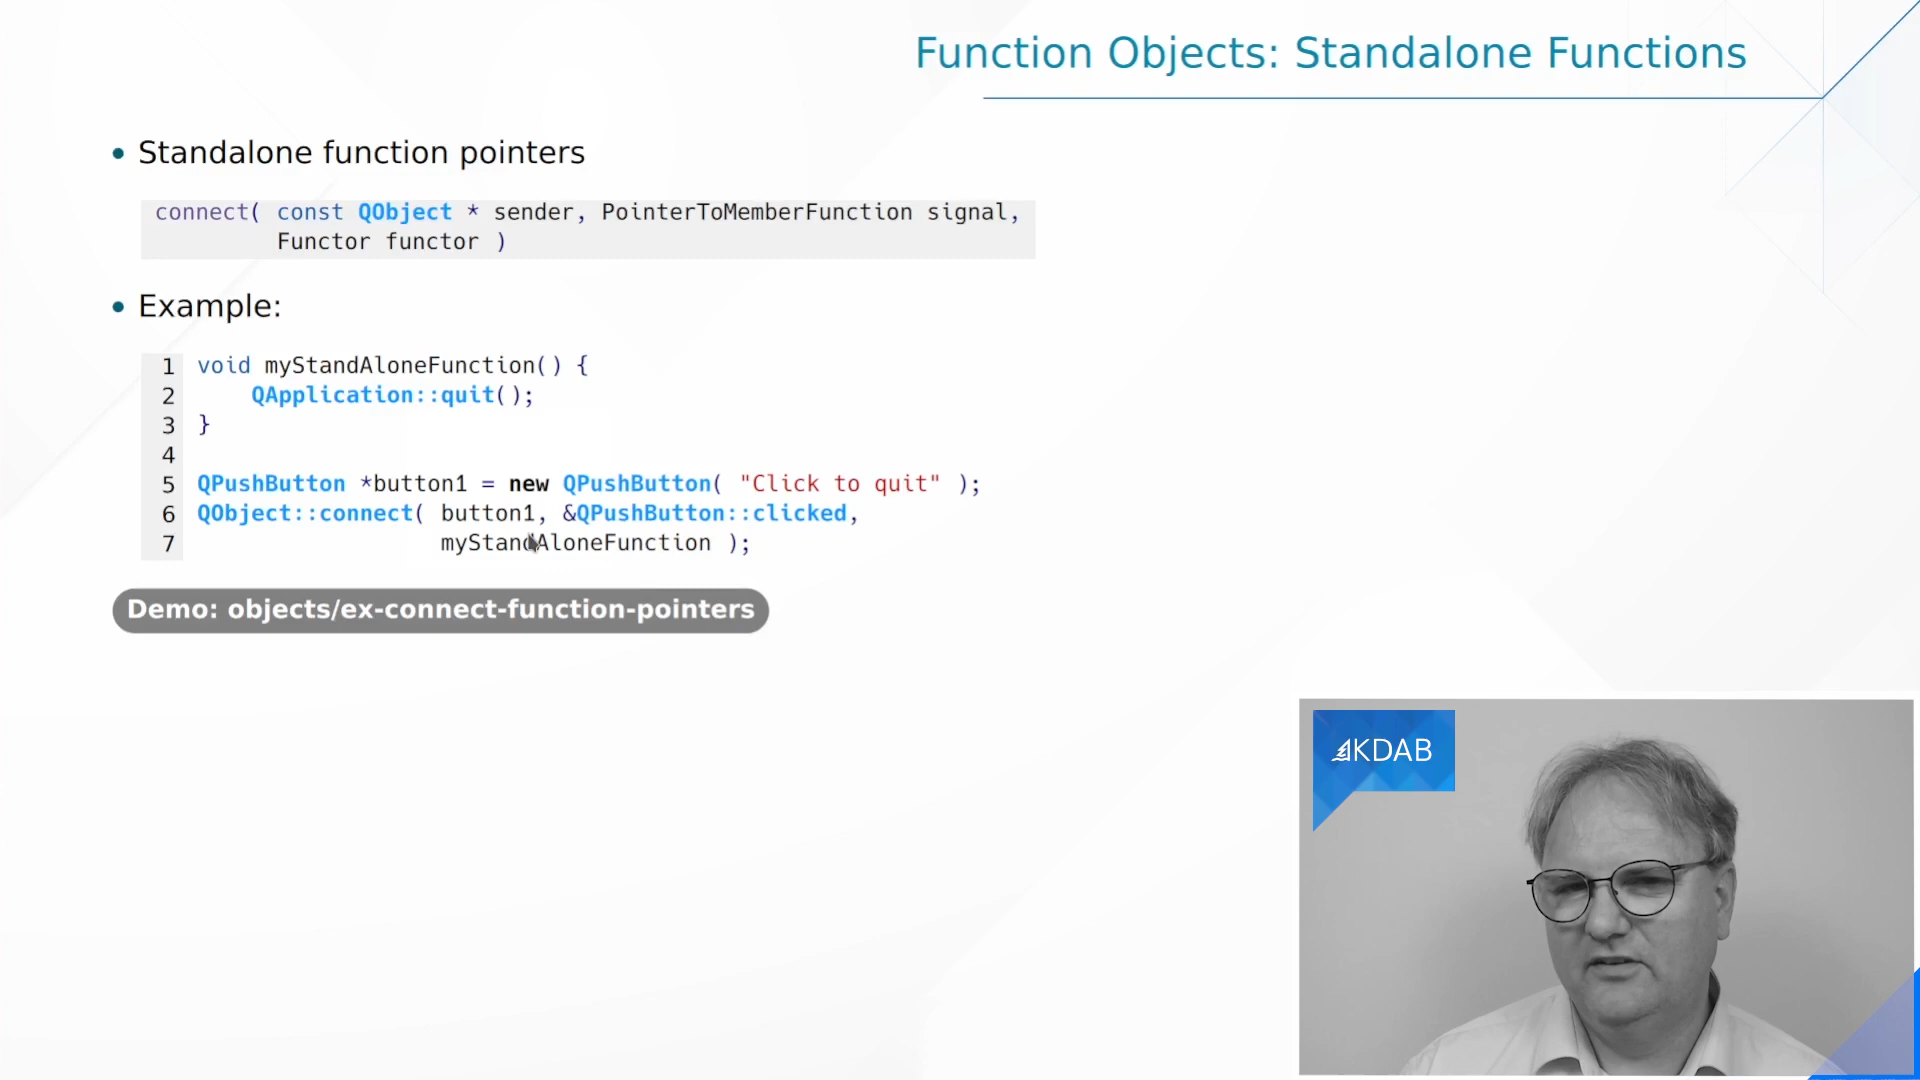 Function Objects: Standalone Functions
• Standalone function pointers
connect( const QObject * sender, PointerToMemberFunction signal,
Functor functor )
• Example:
1 void myStandAloneFunction() {
2 QApplication::quit();
3 }
4
5 QPushButton *button1 = new QPushButton( "Click to quit" );
6 QObject::connect( button1, &QPushButton::clicked,
7 myStandAloneFunction );
Demo: objects/ex-connect-function-pointers
KDAB